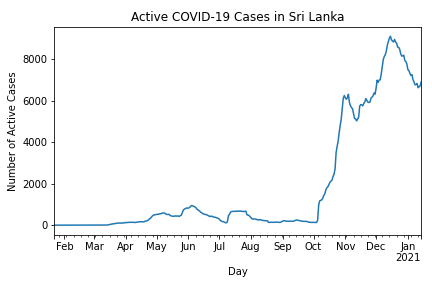 Active COVID-19 Cases in Sri Lanka
Number of Active Cases
8000
6000
4000
2000
0
Feb Mar Apr May Jun Jul Aug Sep Oct Nov Dec Jan
2021
Day